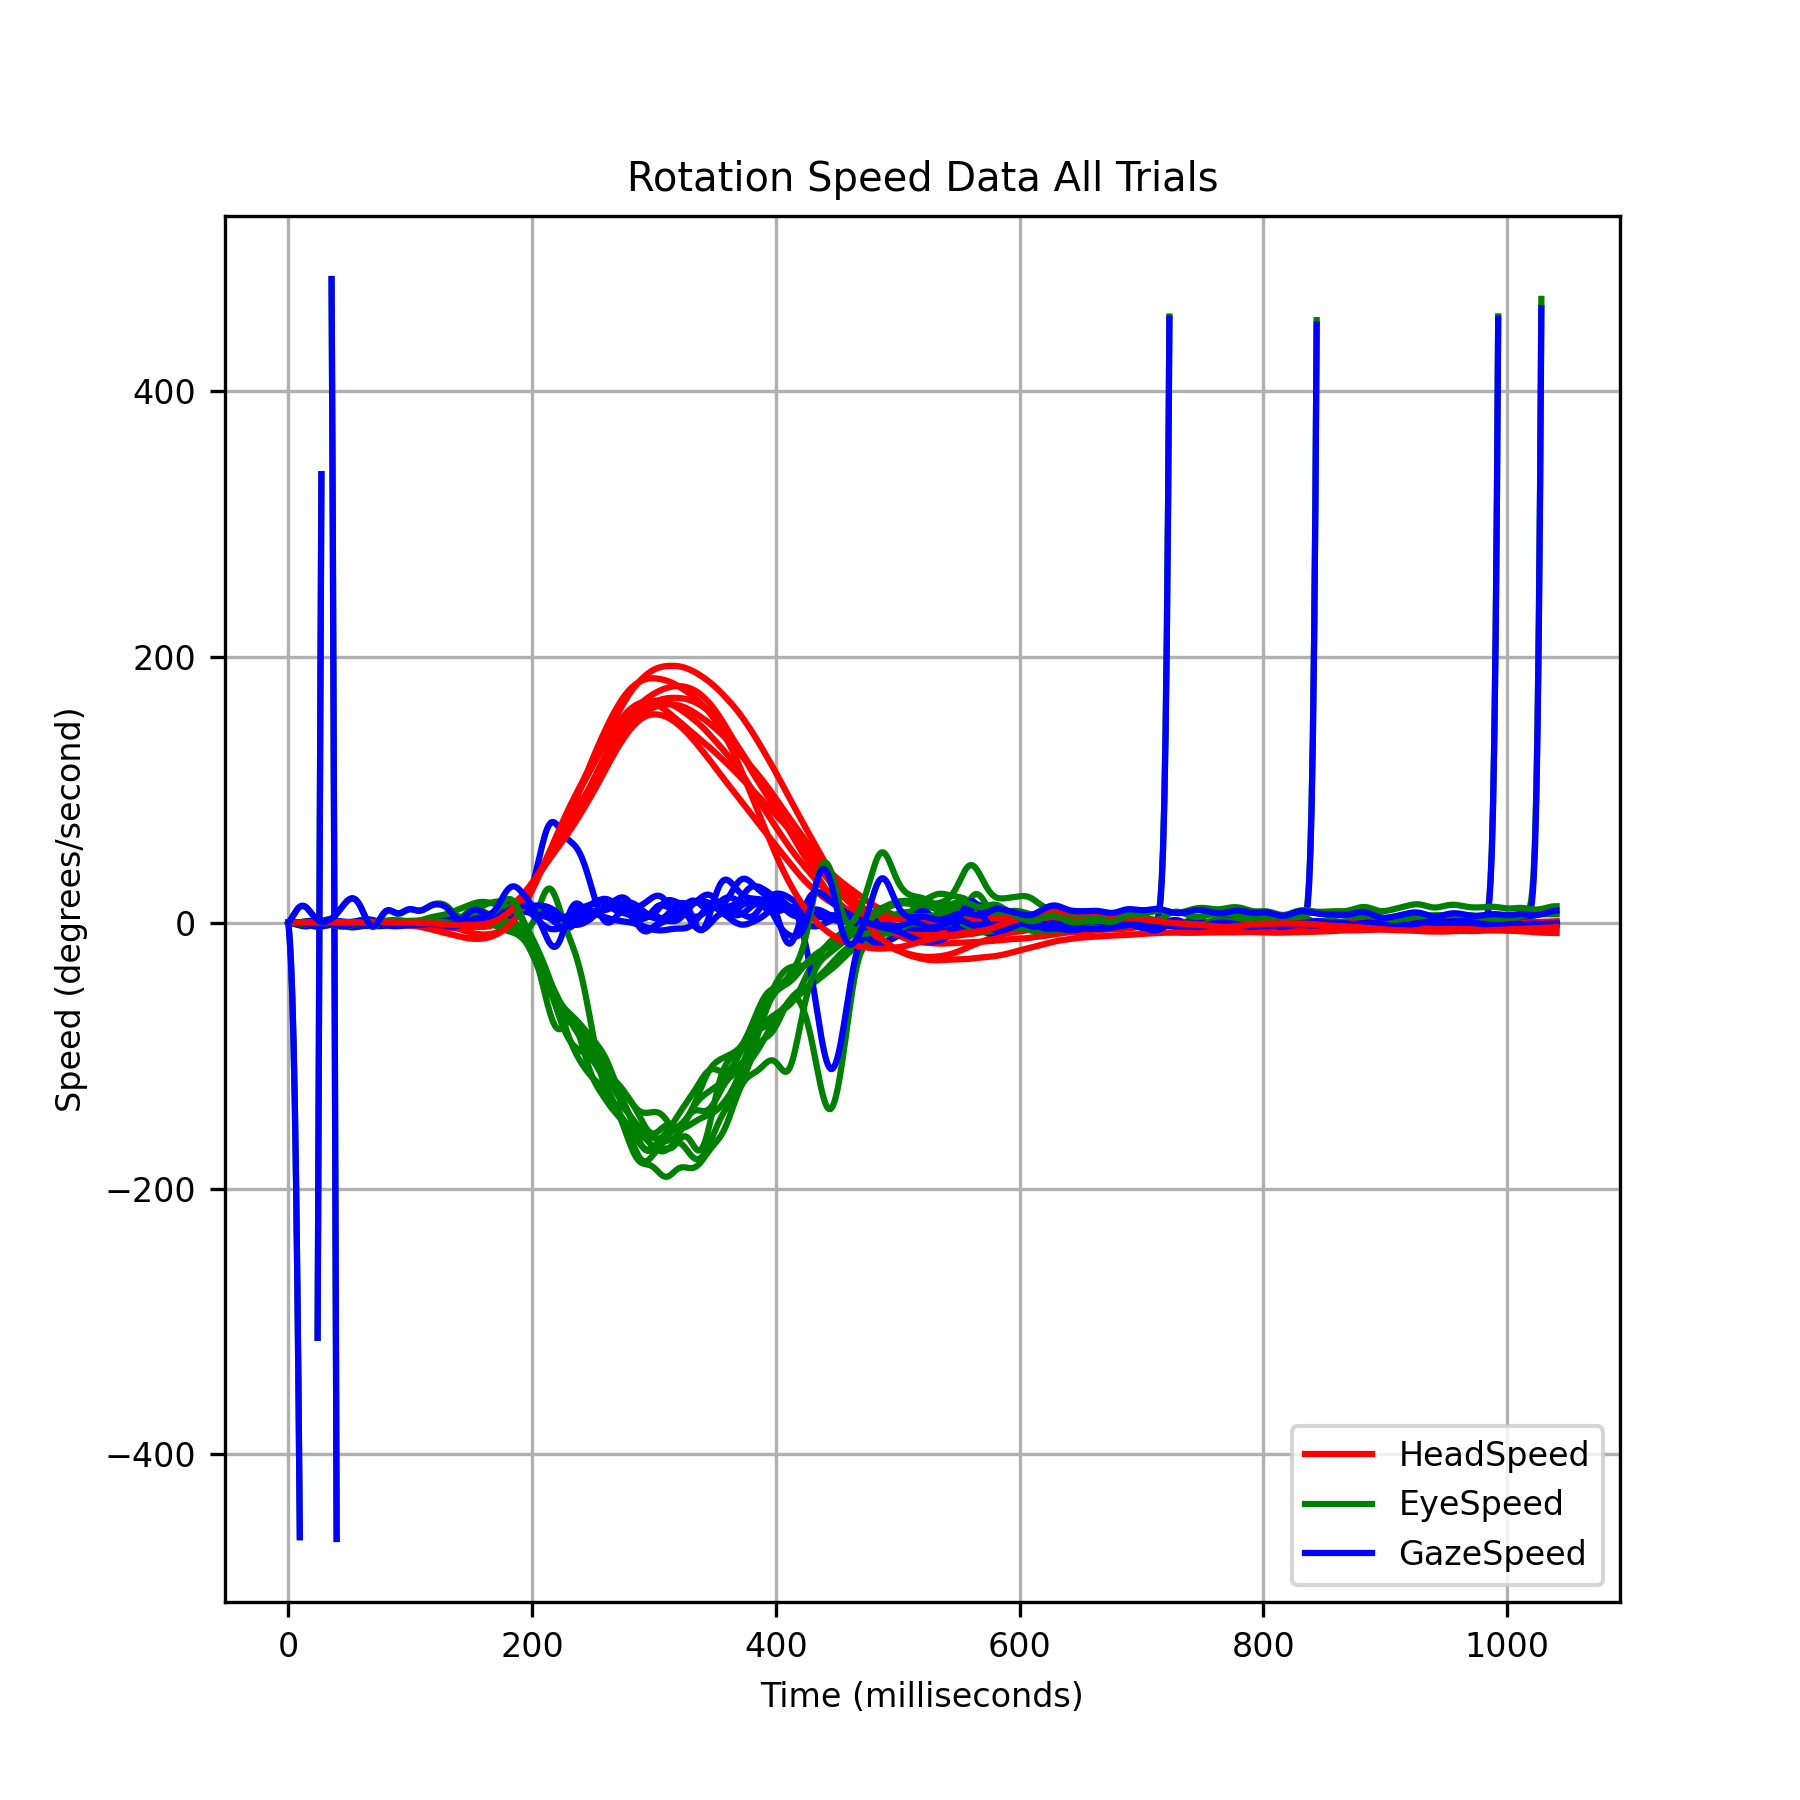 Rotation Speed Data All Trials
400
200
0
−200
−400
Speed (degrees/second)
0 200 400 600 800 1000
Time (milliseconds)
HeadSpeed
EyeSpeed
GazeSpeed